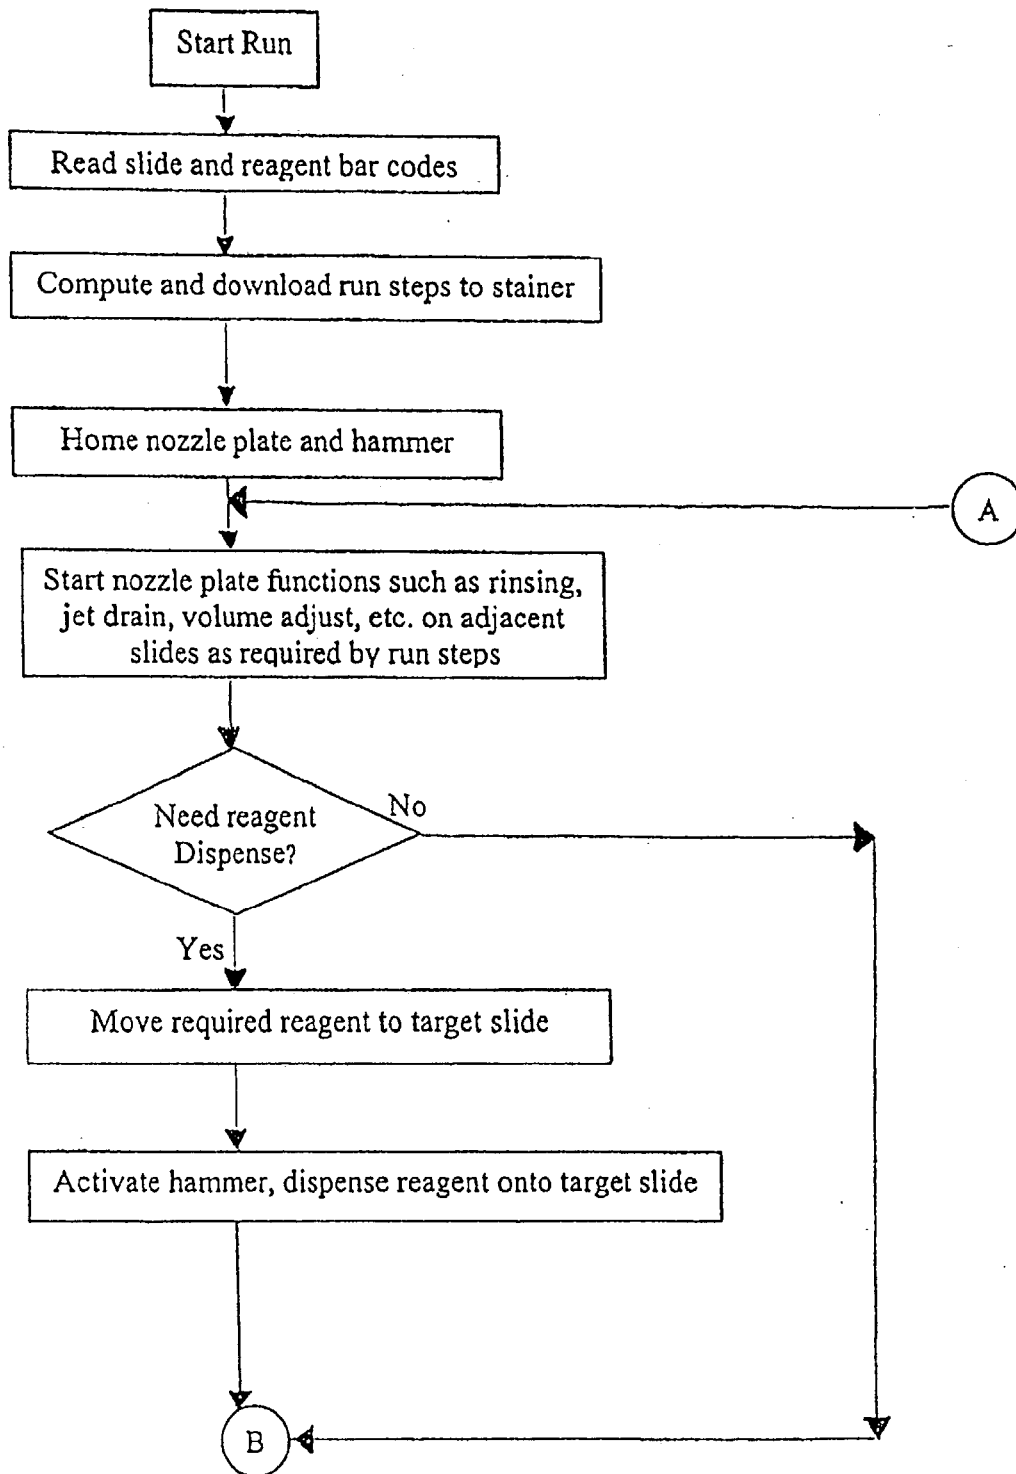 Start Run
Read slide and reagent bar codes
Compute and download run steps to stainer
Home nozzle plate and hammer
A
Start nozzle plate functions such as rinsing,
jet drain, volume adjust, etc. on adjacent
slides as required by run steps
Need reagent
Dispense?
No
Yes
Move required reagent to target slide
Activate hammer, dispense reagent onto target slide
B